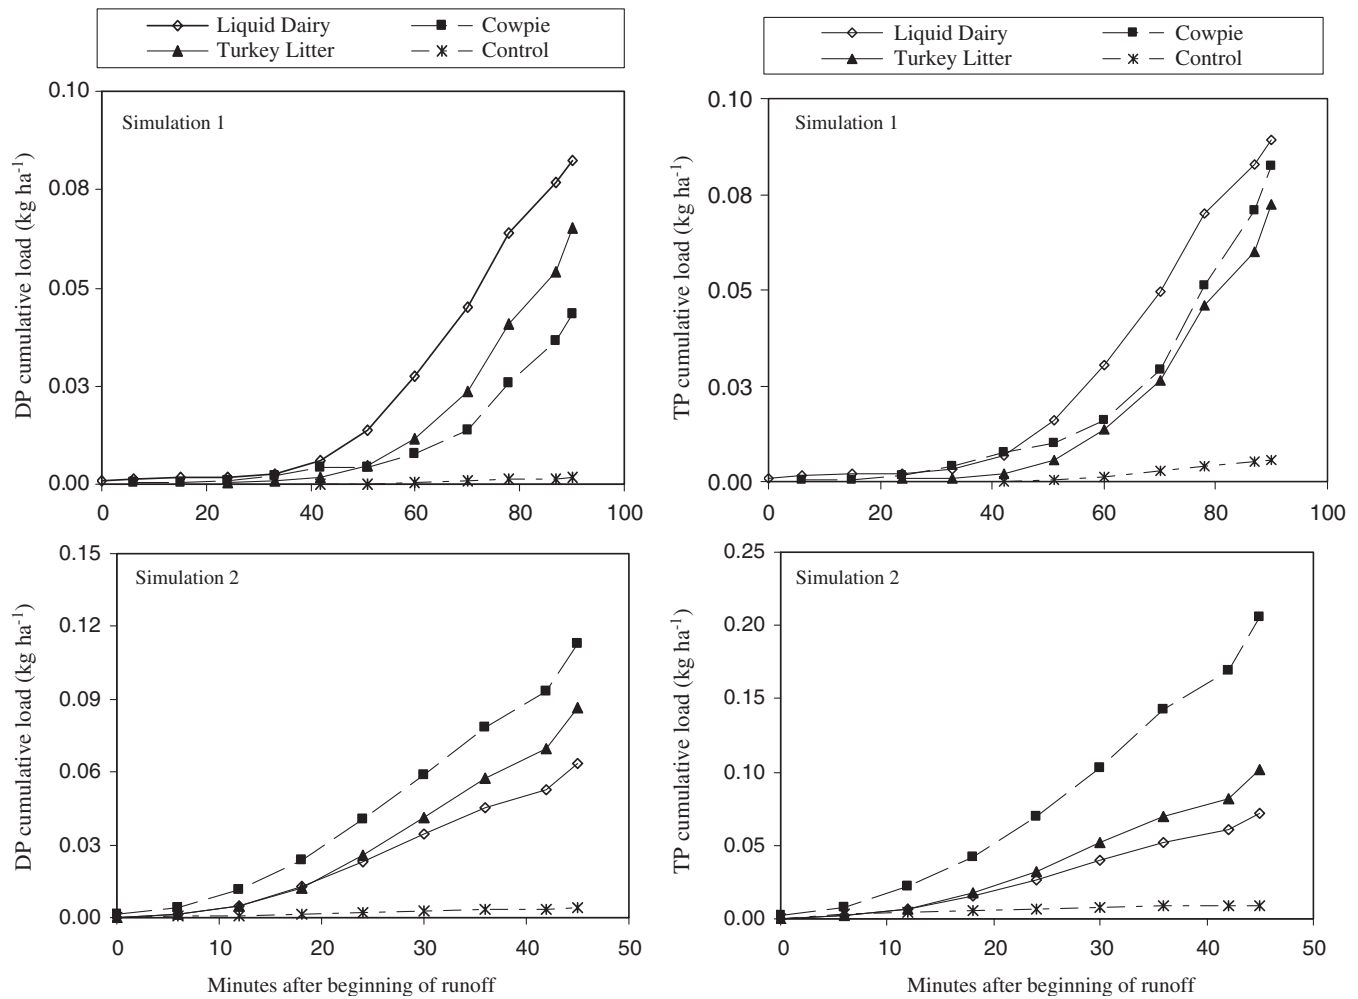 Liquid Dairy Cowpie
Turkey Litter Control
0.10
0.08
0.05
0.03
0.00
DP cumulative load (kg ha-1)
Simulation 1
0 20 40 60 80 100
Liquid Dairy Cowpie
Turkey Litter Control
0.10
0.08
0.05
0.03
0.00
TP cumulative load (kg ha-1)
Simulation 1
0 20 40 60 80 100
0.15
0.12
0.09
0.06
0.03
0.00
DP cumulative load (kg ha-1)
Simulation 2
0 10 20 30 40 50
Minutes after beginning of runoff
0.25
0.20
0.15
0.10
0.05
0.00
TP cumulative load (kg ha-1)
Simulation 2
0 10 20 30 40 50
Minutes after beginning of runoff